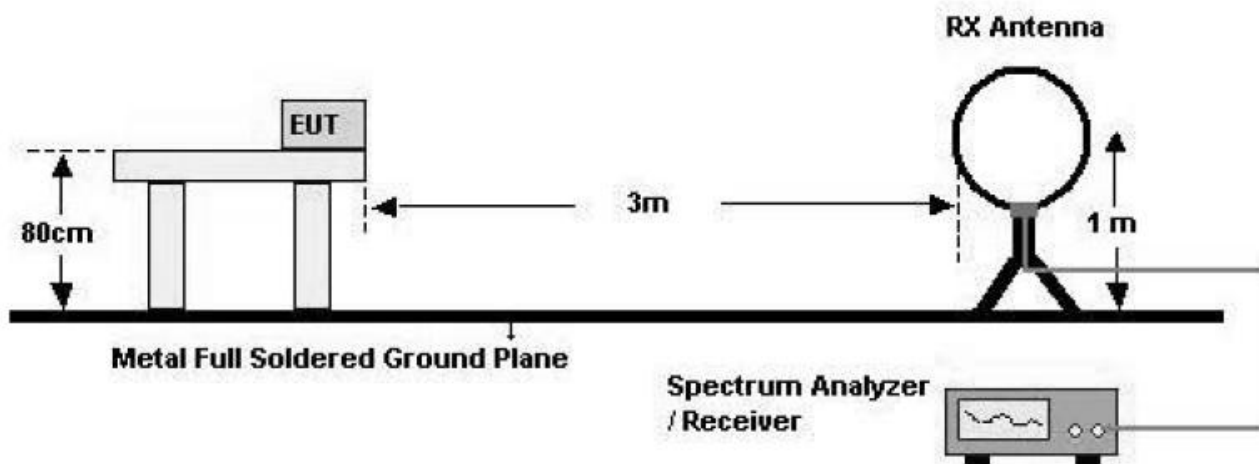 RX Antenna
EUT
80cm
3m
1 m
Metal Full Soldered Ground Plane
Spectrum Analyzer
/ Receiver